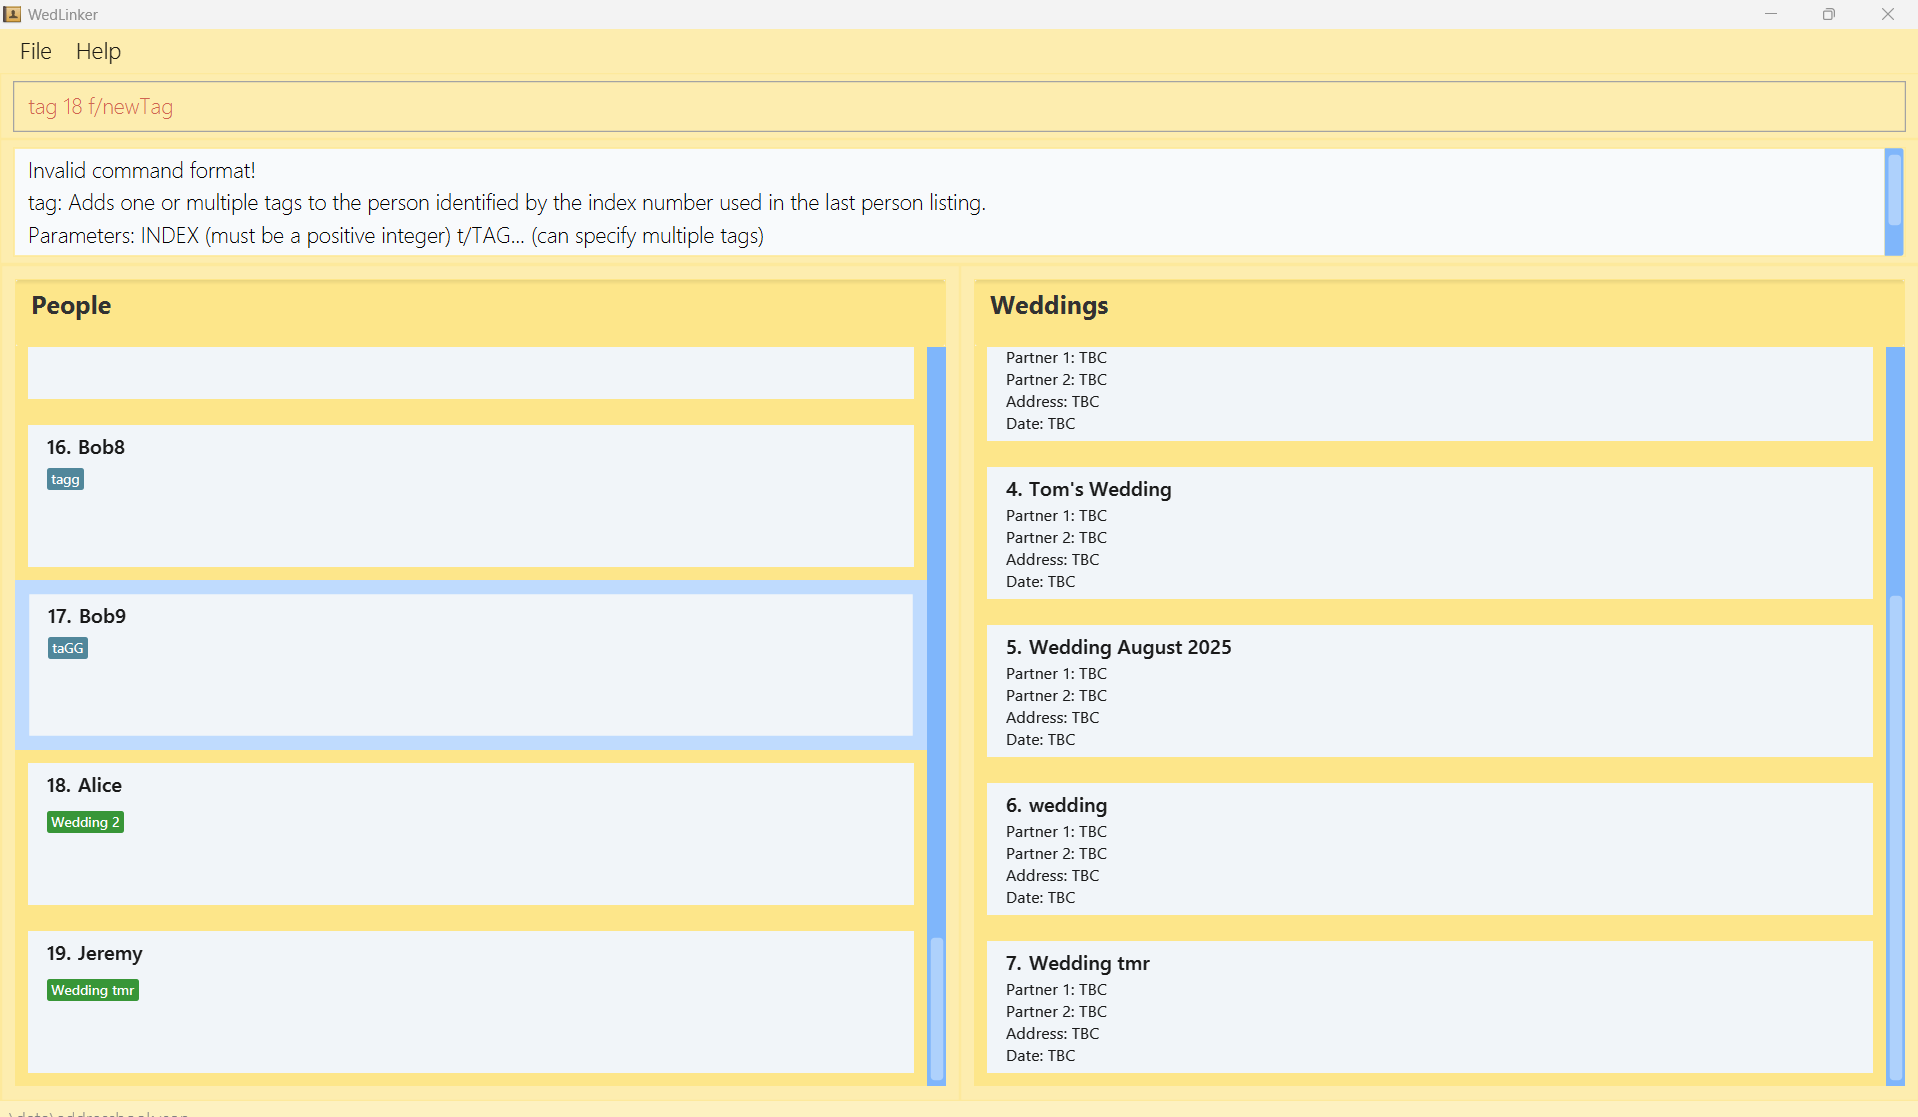 WedLinker
File Help
tag 18 f/newTag
Invalid command format!
tag: Adds one or multiple tags to the person identified by the index number used in the last person listing.
Parameters: INDEX (must be a positive integer) t/TAG... (can specify multiple tags)
People
16. Bob8
tagg
17. Bob9
taGG
18. Alice
Wedding 2
19. Jeremy
Wedding tmr
Weddings
Partner 1: TBC
Partner 2: TBC
Address: TBC
Date: TBC
4. Tom's Wedding
Partner 1: TBC
Partner 2: TBC
Address: TBC
Date: TBC
5. Wedding August 2025
Partner 1: TBC
Partner 2: TBC
Address: TBC
Date: TBC
6. wedding
Partner 1: TBC
Partner 2: TBC
Address: TBC
Date: TBC
7. Wedding tmr
Partner 1: TBC
Partner 2: TBC
Address: TBC
Date: TBC